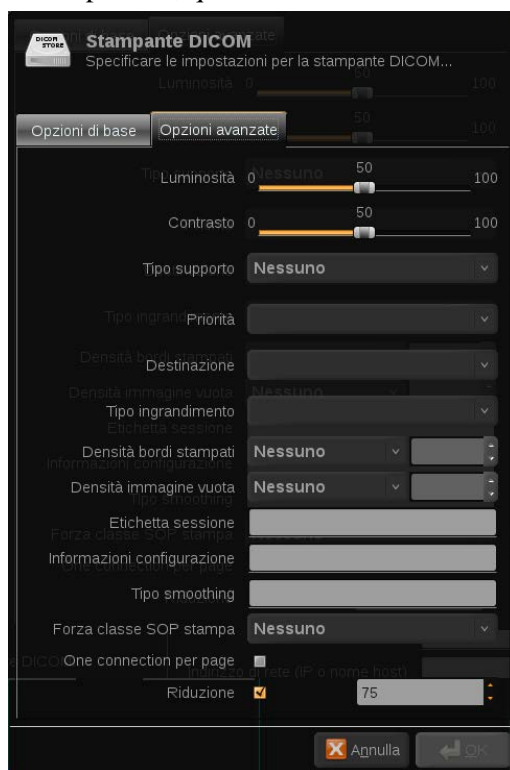 DICOM
STORE
Stampante DICOM
Specificare le impostazioni per la stampante DICOM...
Opzioni di base Opzioni avanzate
Luminosità 0 50 100
Contrasto 0 50 100
Tipo supporto Nessuno
Priorità
Destinazione
Tipo ingrandimento
Densità bordi stampati Nessuno
Densità immagine vuota Nessuno
Etichetta sessione
Informazioni configurazione
Tipo smoothing
Forza classe SOP stampa Nessuno
One connection per page
Riduzione 75
Annulla OK